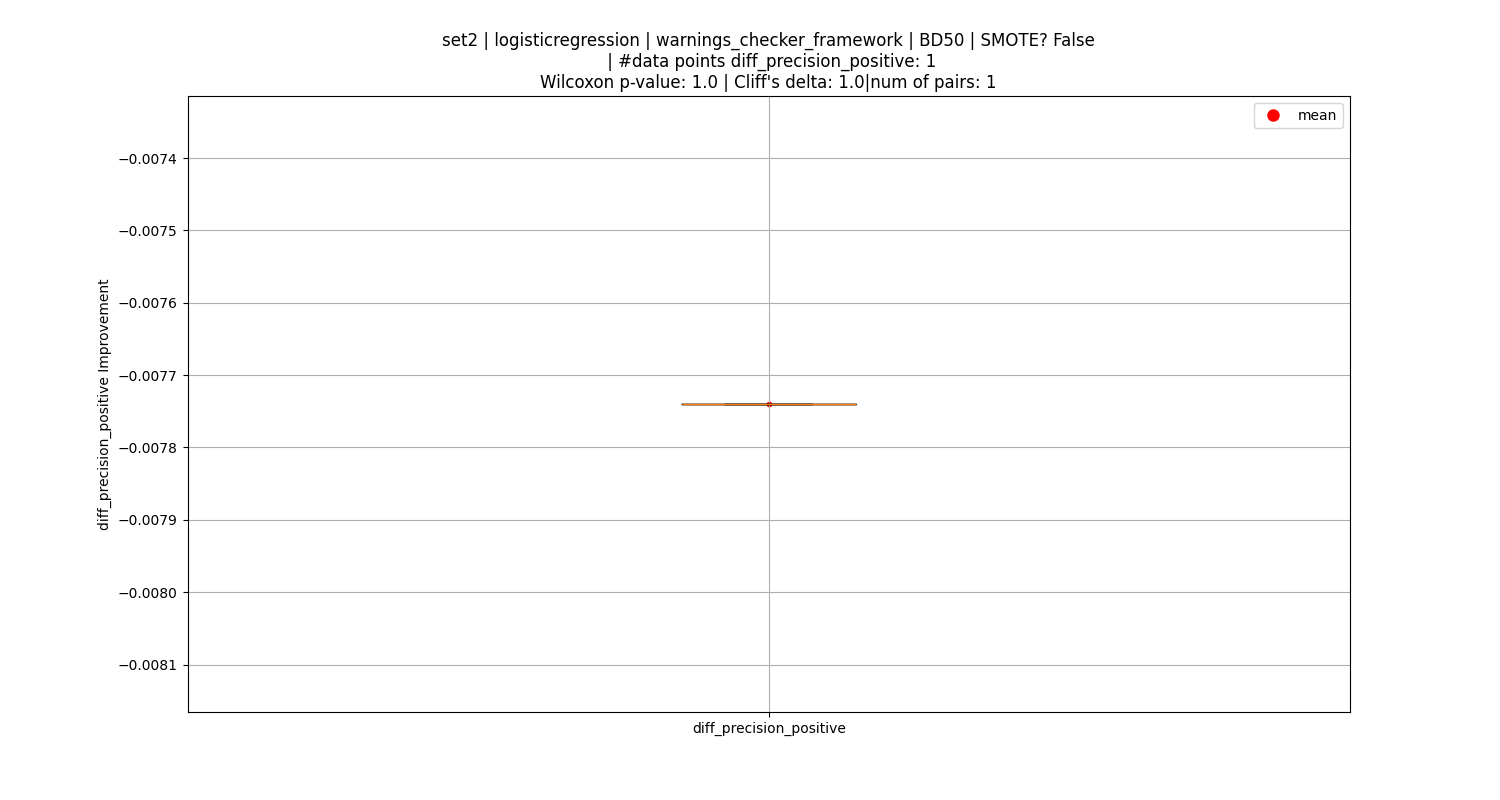 set2 | logisticregression | warnings_checker_framework | BD50 | SMOTE? False
| #data points diff_precision_positive: 1
Wilcoxon p-value: 1.0 | Cliff's delta: 1.0|num of pairs: 1
mean
−0.0074
−0.0075
−0.0076
−0.0077
−0.0078
−0.0079
−0.0080
−0.0081
diff_precision_positive Improvement
diff_precision_positive